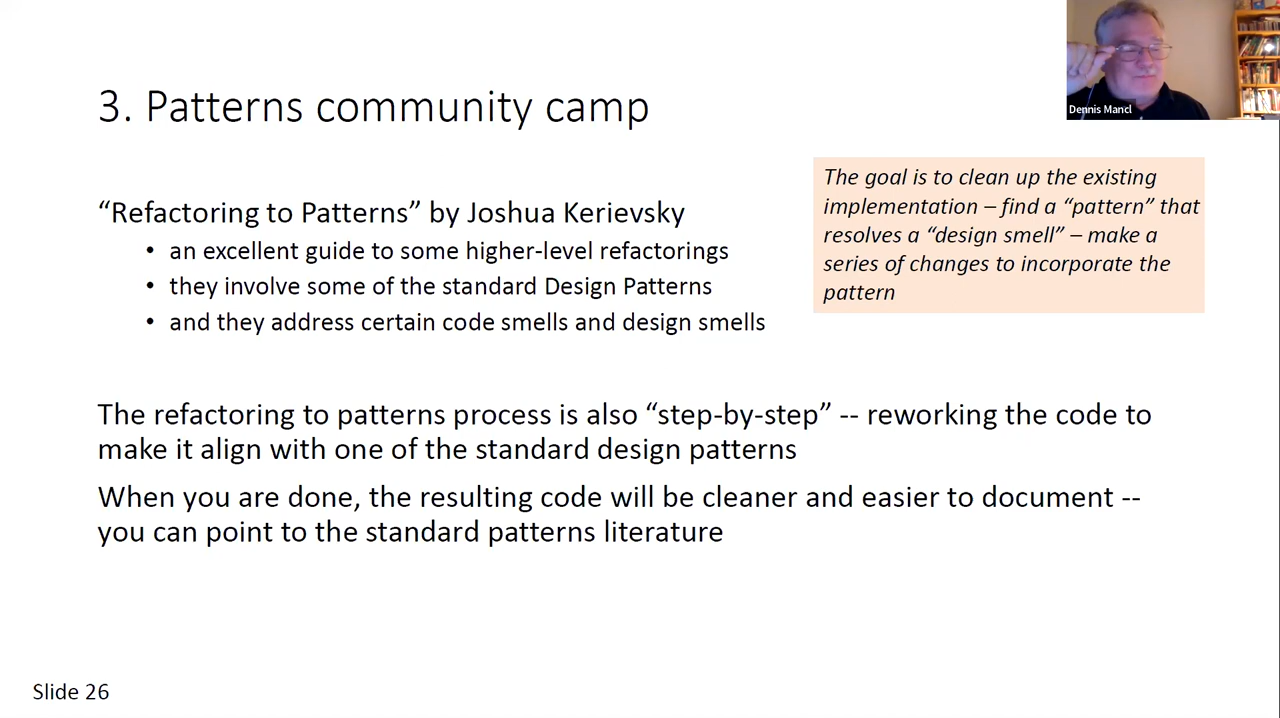 3. Patterns community camp
Dennis Mancl
“Refactoring to Patterns” by Joshua Kerievsky
• an excellent guide to some higher-level refactorings
• they involve some of the standard Design Patterns
• and they address certain code smells and design smells
The goal is to clean up the existing
implementation – find a “pattern” that
resolves a “design smell” – make a
series of changes to incorporate the
pattern
The refactoring to patterns process is also “step-by-step” -- reworking the code to
make it align with one of the standard design patterns
When you are done, the resulting code will be cleaner and easier to document --
you can point to the standard patterns literature
Slide 26